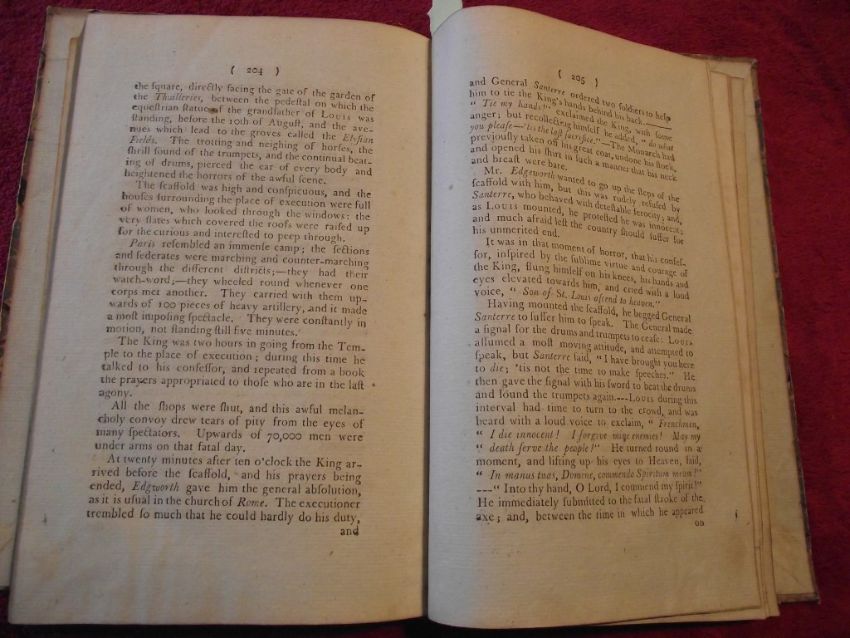 ( 204 )
the ſquare, directly facing the gate of the garden of
the Thuilleries, between the pedeſtal on which the
equeſtrian ſtatue of the grandfather of Louis was
ſtanding, before the 10th of Auguſt, and the ave-
nues which lead to the groves called the Elyſian
Fields. The trotting and neighing of horſes, the
ſhrill ſound of the trumpets, and the continual beat-
ing of drums, pierced the ear of every body and
heightened the horrors of the awful ſcene.
The ſcaffold was high and conſpicuous, and the
houſes ſurrounding the place of execution were full
of women, who looked through the windows: the
very ſlates which covered the roofs were raiſed up
for the curious and intereſted to peep through.
Paris reſembled an immenſe camp; the ſections
and federates were marching and counter-marching
through the different diſtricts;—they had their
watch-word;—they wheeled round whenever one
corps met another. They carried with them up-
wards of 100 pieces of heavy artillery, and it made
a moſt impoſing ſpectacle. They were conſtantly in
motion, not ſtanding ſtill five minutes.
The King was two hours in going from the Tem-
ple to the place of execution; during this he
talked to his confeſſor, and repeated from a book
the prayers appropriated to thoſe who are in the laſt
agony.
All the ſhops were ſhut, and this awful melan-
choly convoy drew tears of pity from the eyes of
many ſpectators. Upwards of 70,000 men were
under arms on that fatal day.
At twenty minutes after ten o'clock the King ar-
rived before the ſcaffold, and his prayers being
ended, Edgworth gave him the general abſolution,
as it is uſual in the church of Rome. The executioner
trembled ſo much that he could hardly do his duty,
and
( 205 )
and General Santerre ordered two ſoldiers to help
him to tie the King's hands behind his back.——
"Tie my hands!" exclaimed the King, with ſome
anger; but recollecting himſelf he added, "do what
you pleaſe—'tis the laſt ſacrifice."—The Monarch had
previouſly taken off his great coat, undone his ſtock,
and opened his ſhirt in ſuch a manner that his neck
and breaſt were bare.
Mr. Edgeworth wanted to go up the ſteps of the
ſcaffold with him, but this was rudely refuſed by
Santerre, who behaved with deteſtable ferocity; and,
as Louis mounted, he proteſted he was innocent;
and much afraid leſt the country ſhould ſuffer for
his unmerited end.
It was in that moment of horror, that his confeſ-
for, inſpired by the ſublime virtue and courage of
the King, flung himſelf on his knees, his hands and
eyes elevated towards him, and cried with a loud
voice, "Son of St. Louis aſcend to heaven."
Having mounted the ſcaffold, he begged General
Santerre to ſuffer him to ſpeak. The General made
a ſignal for the drums and trumpets to ceaſe. Louis
aſſumed a moſt moving attitude, and attempted to
ſpeak, but Santerre ſaid, "I have brought you here
to die; 'tis not the time to make ſpeeches." He
then gave the ſignal with his ſword to beat the drums
and ſound the trumpets again.---Louis during this
interval had time to turn to the crowd, and was
heard with a loud voice to exclaim, "Frenchmen,
"I die innocent! I forgive my enemies! May my
"death ſerve the people!" He turned round in a
moment, and lifting up his eyes to Heaven, ſaid,
"In manus tuas, Domine, commendo Spiritum meum!"
---"Into thy hand, O Lord, I commend my ſpirit!"
He immediately ſubmitted to the fatal ſtroke of the
axe; and, between the time in which he appeared
on